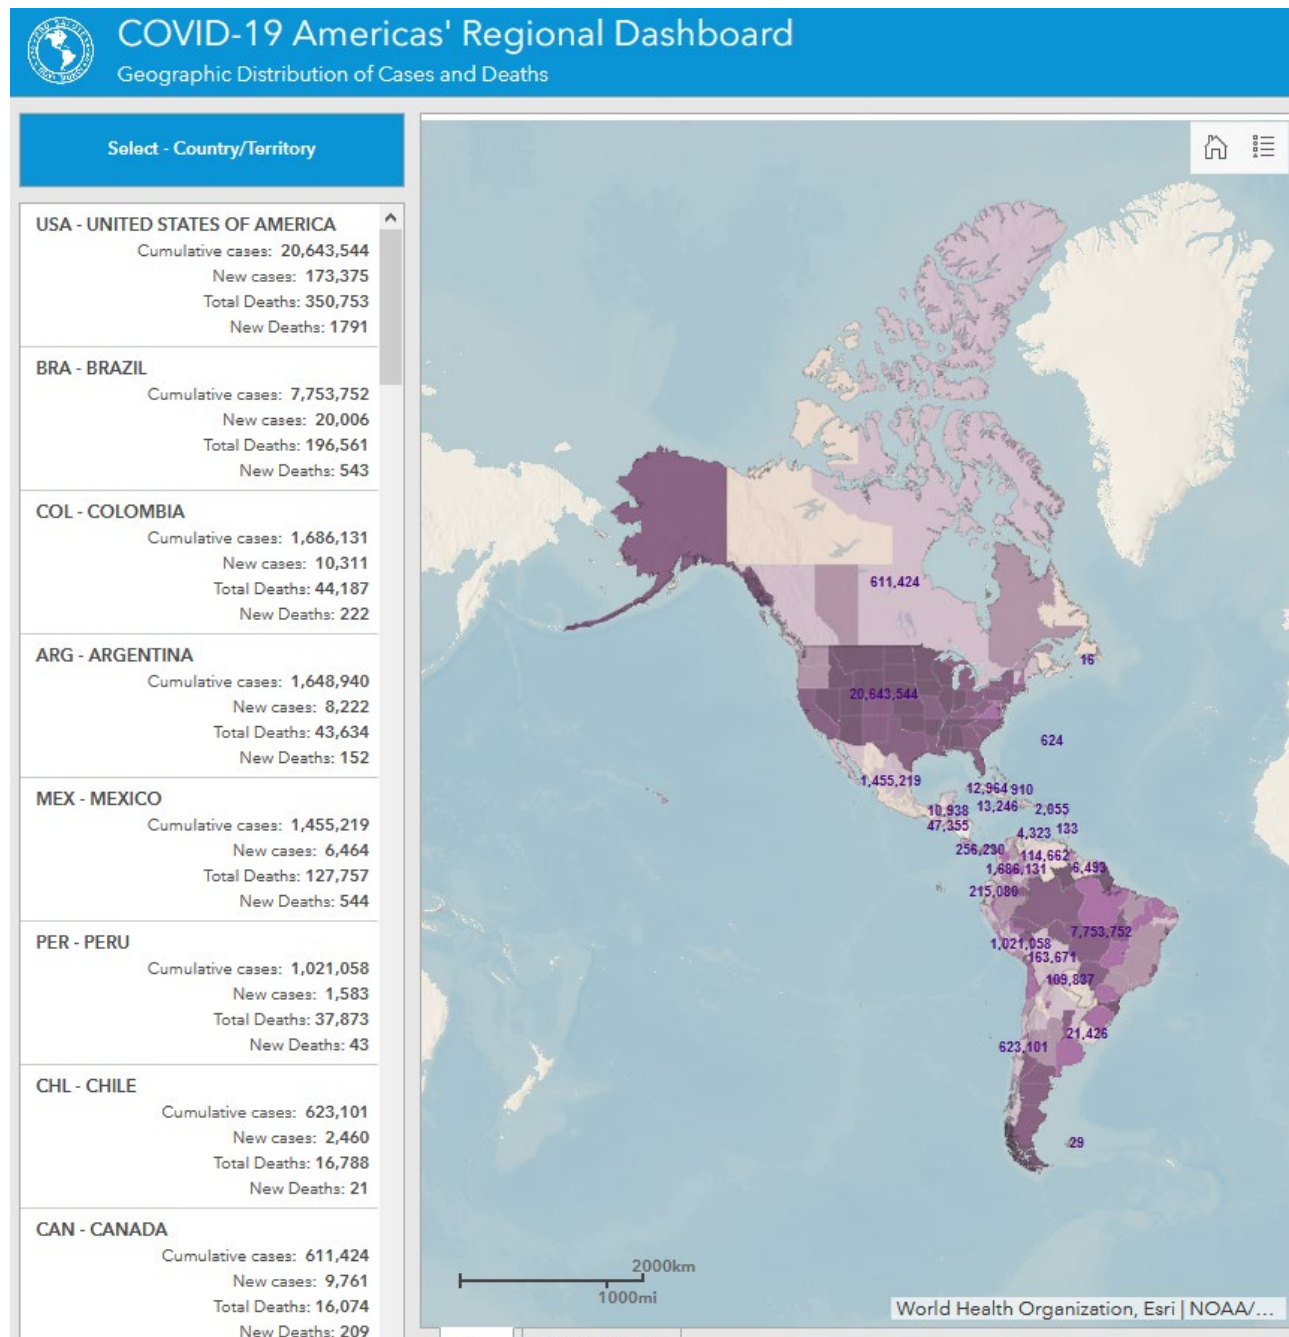 COVID-19 Americas' Regional Dashboard
Geographic Distribution of Cases and Deaths
Select - Country/Territory
USA - UNITED STATES OF AMERICA
Cumulative cases: 20,643,544
New cases: 173,375
Total Deaths: 350,753
New Deaths: 1791
BRA - BRAZIL
Cumulative cases: 7,753,752
New cases: 20,006
Total Deaths: 196,561
New Deaths: 543
COL - COLOMBIA
Cumulative cases: 1,686,131
New cases: 10,311
Total Deaths: 44,187
New Deaths: 222
ARG - ARGENTINA
Cumulative cases: 1,648,940
New cases: 8,222
Total Deaths: 43,634
New Deaths: 152
MEX - MEXICO
Cumulative cases: 1,455,219
New cases: 6,464
Total Deaths: 127,757
New Deaths: 544
PER - PERU
Cumulative cases: 1,021,058
New cases: 1,583
Total Deaths: 37,873
New Deaths: 43
CHL - CHILE
Cumulative cases: 623,101
New cases: 2,460
Total Deaths: 16,788
New Deaths: 21
CAN - CANADA
Cumulative cases: 611,424
New cases: 9,761
Total Deaths: 16,074
New Deaths: 209
611,424
16
20,643,544
624
1,455,219
12,964 910
13,246 2,055
10,938
47,355
4,323 133
256,230
114,662
1,686,131 6,493
215,080
7,753,752
1,021,058
163,671
109,837
21,426
623,101
29
2000km
1000mi
World Health Organization, Esri | NOAA/...